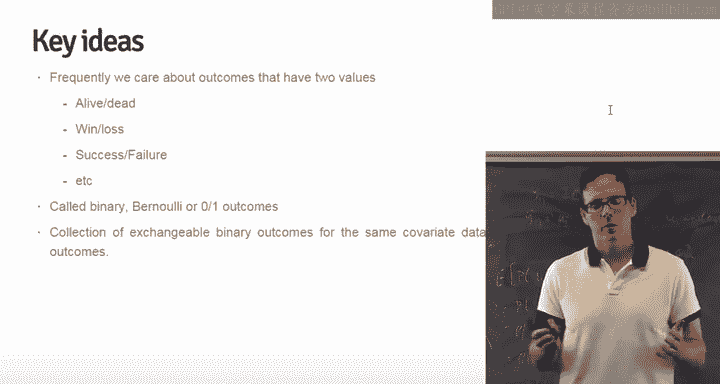 Key ideas
· Frequently we care about outcomes that have two values
- Alive/dead
- Win/loss
- Success/Failure
- etc
· Called binary, Bernoulli or 0/1 outcomes
· Collection of exchangeable binary outcomes for the same covariate data
outcomes.